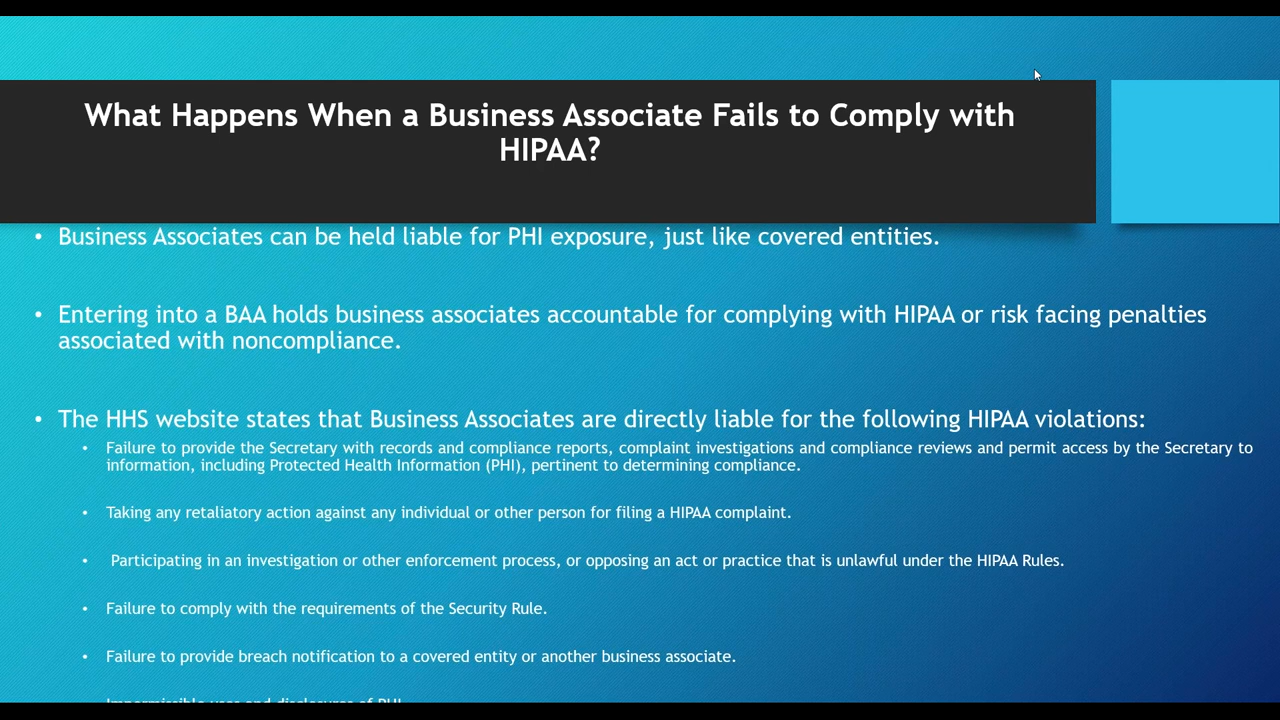 What Happens When a Business Associate Fails to Comply with
HIPAA?
• Business Associates can be held liable for PHI exposure, just like covered entities.
• Entering into a BAA holds business associates accountable for complying with HIPAA or risk facing penalties
associated with noncompliance.
• The HHS website states that Business Associates are directly liable for the following HIPAA violations:
• Failure to provide the Secretary with records and compliance reports, complaint investigations and compliance reviews and permit access by the Secretary to
information, including Protected Health Information (PHI), pertinent to determining compliance.
• Taking any retaliatory action against any individual or other person for filing a HIPAA complaint.
• Participating in an investigation or other enforcement process, or opposing an act or practice that is unlawful under the HIPAA Rules.
• Failure to comply with the requirements of the Security Rule.
• Failure to provide breach notification to a covered entity or another business associate.
Impermissible uses and disclosures of PHI